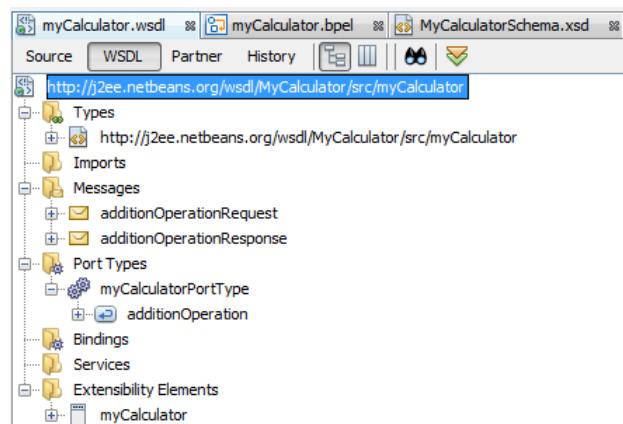 myCalculator.wsdl myCalculator.bpel MyCalculatorSchema.xsd
Source WSDL Partner History
http://j2ee.netbeans.org/wsdl/MyCalculator/src/myCalculator
Types
http://j2ee.netbeans.org/wsdl/MyCalculator/src/myCalculator
Imports
Messages
additionOperationRequest
additionOperationResponse
Port Types
myCalculatorPortType
additionOperation
Bindings
Services
Extensibility Elements
myCalculator